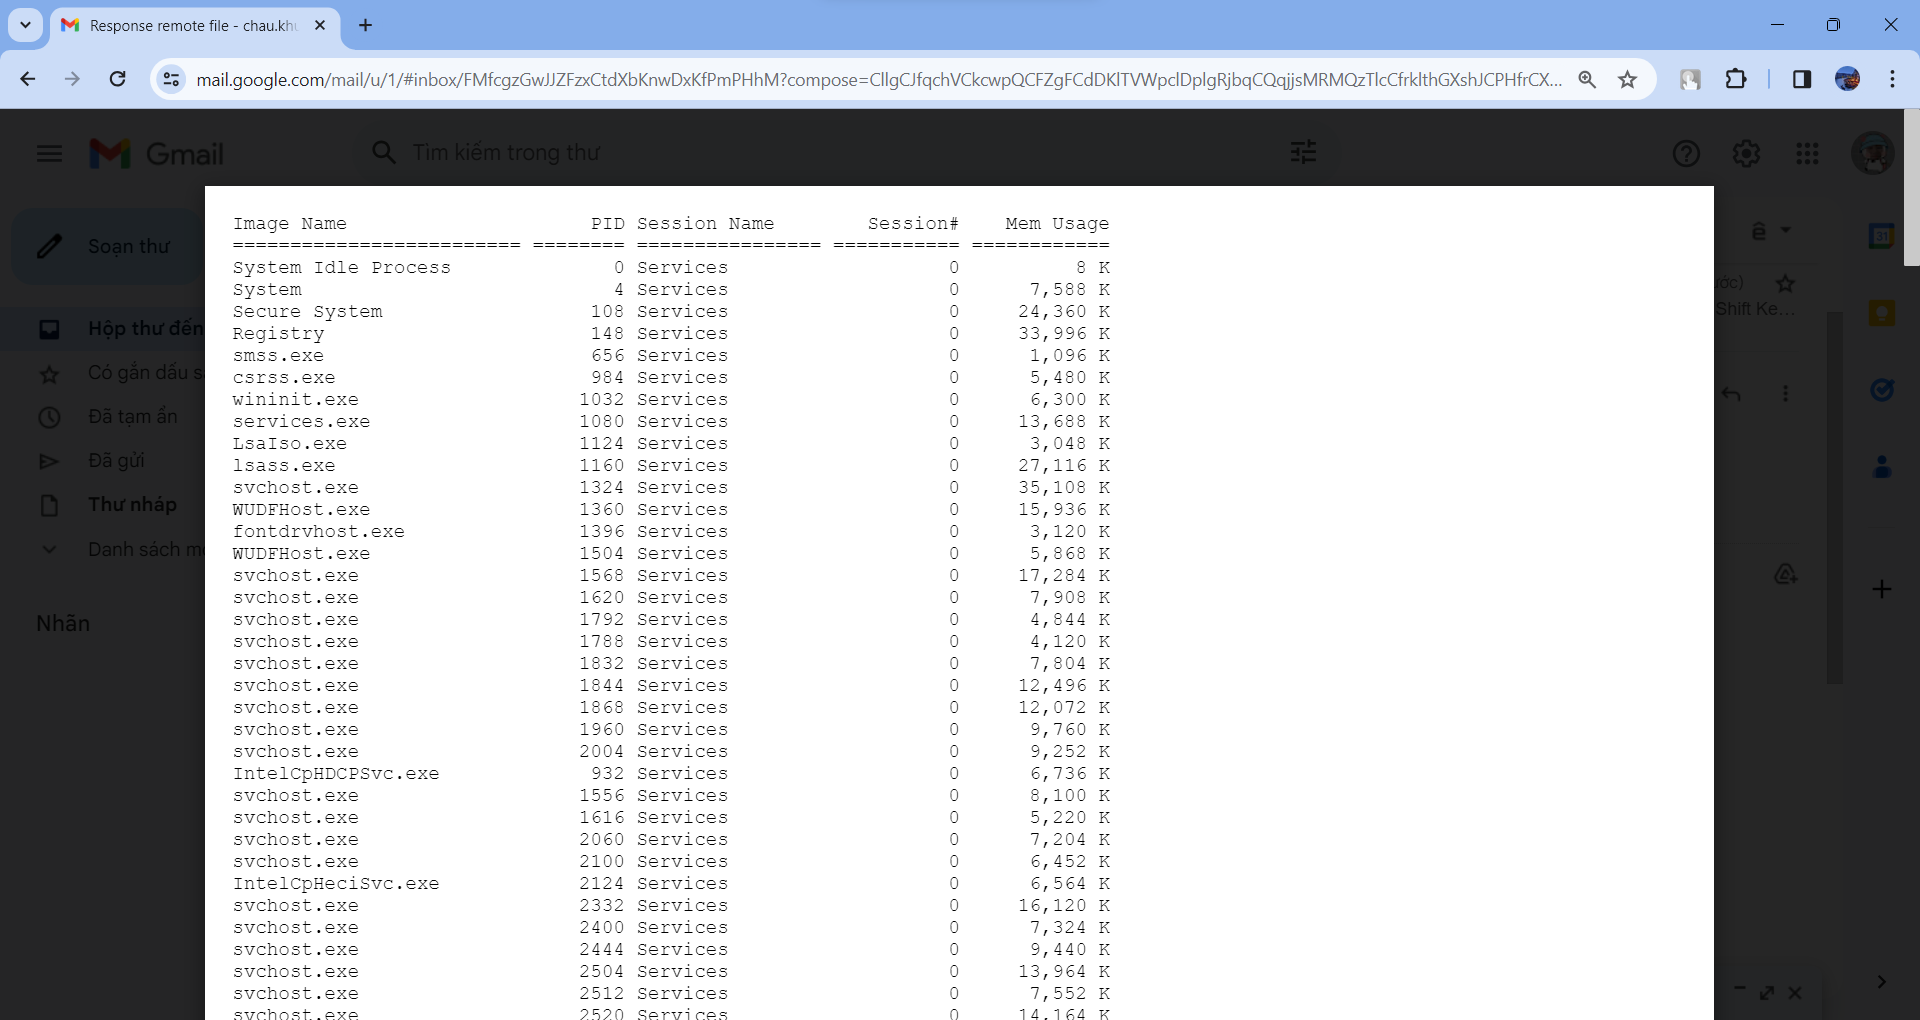 Response remote file - chau.kh
mail.google.com/mail/u/1/#inbox/FMfcgzGwJJZFzxCtdXbKnwDxKfPmPHhM?compose=CllgCJfqchVCkcwpQCFZgFCdDKlTVWpclDplgRjbqCQqjjsMRMQzTlcCfrklthGXshJCPHfrCX...
Gmail
Tìm kiếm trong thư
Soạn thư
Hộp thư đến
Có gắn dấu s
Đã tạm ẩn
Đã gửi
Thư nháp
Danh sách m
Nhãn
Image Name PID Session Name Session# Mem Usage
========================= ======== ================ =========== ============
System Idle Process 0 Services 0 8 K
System 4 Services 0 7,588 K
Secure System 108 Services 0 24,360 K
Registry 148 Services 0 33,996 K
smss.exe 656 Services 0 1,096 K
csrss.exe 984 Services 0 5,480 K
wininit.exe 1032 Services 0 6,300 K
services.exe 1080 Services 0 13,688 K
LsaIso.exe 1124 Services 0 3,048 K
lsass.exe 1160 Services 0 27,116 K
svchost.exe 1324 Services 0 35,108 K
WUDFHost.exe 1360 Services 0 15,936 K
fontdrvhost.exe 1396 Services 0 3,120 K
WUDFHost.exe 1504 Services 0 5,868 K
svchost.exe 1568 Services 0 17,284 K
svchost.exe 1620 Services 0 7,908 K
svchost.exe 1792 Services 0 4,844 K
svchost.exe 1788 Services 0 4,120 K
svchost.exe 1832 Services 0 7,804 K
svchost.exe 1844 Services 0 12,496 K
svchost.exe 1868 Services 0 12,072 K
svchost.exe 1960 Services 0 9,760 K
svchost.exe 2004 Services 0 9,252 K
IntelCpHDCPSvc.exe 932 Services 0 6,736 K
svchost.exe 1556 Services 0 8,100 K
svchost.exe 1616 Services 0 5,220 K
svchost.exe 2060 Services 0 7,204 K
svchost.exe 2100 Services 0 6,452 K
IntelCpHeciSvc.exe 2124 Services 0 6,564 K
svchost.exe 2332 Services 0 16,120 K
svchost.exe 2400 Services 0 7,324 K
svchost.exe 2444 Services 0 9,440 K
svchost.exe 2504 Services 0 13,964 K
svchost.exe 2512 Services 0 7,552 K
svchost.exe 2520 Services 0 14,164 K
ước)
Shift Ke...
31